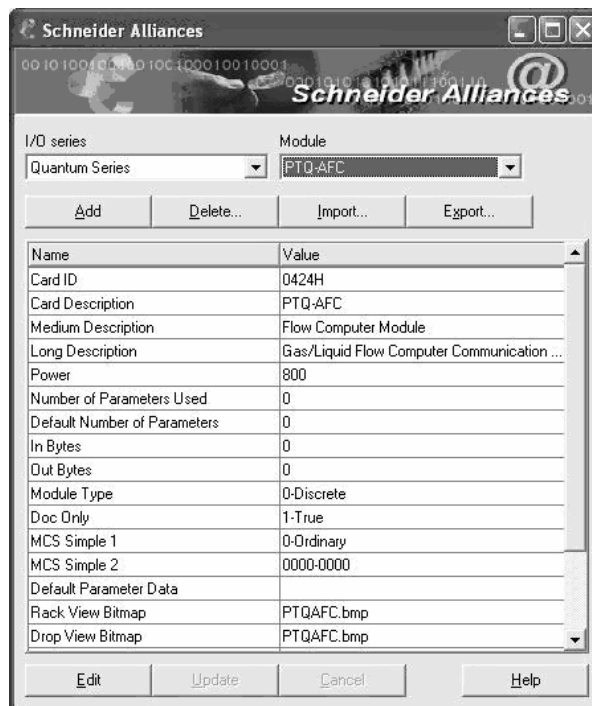 Schneider Alliances
Schneider Alliances
I/O series Module
Quantum Series PTQ-AFC
Add Delete... Import... Export...
Name Value
Card ID 0424H
Card Description PTQ-AFC
Medium Description Flow Computer Module
Long Description Gas/Liquid Flow Computer Communication ...
Power 800
Number of Parameters Used 0
Default Number of Parameters 0
In Bytes 0
Out Bytes 0
Module Type 0-Discrete
Doc Only 1-True
MCS Simple 1 0-Ordinary
MCS Simple 2 0000-0000
Default Parameter Data
Rack View Bitmap PTQAFC.bmp
Drop View Bitmap PTQAFC.bmp
Edit Update Cancel Help